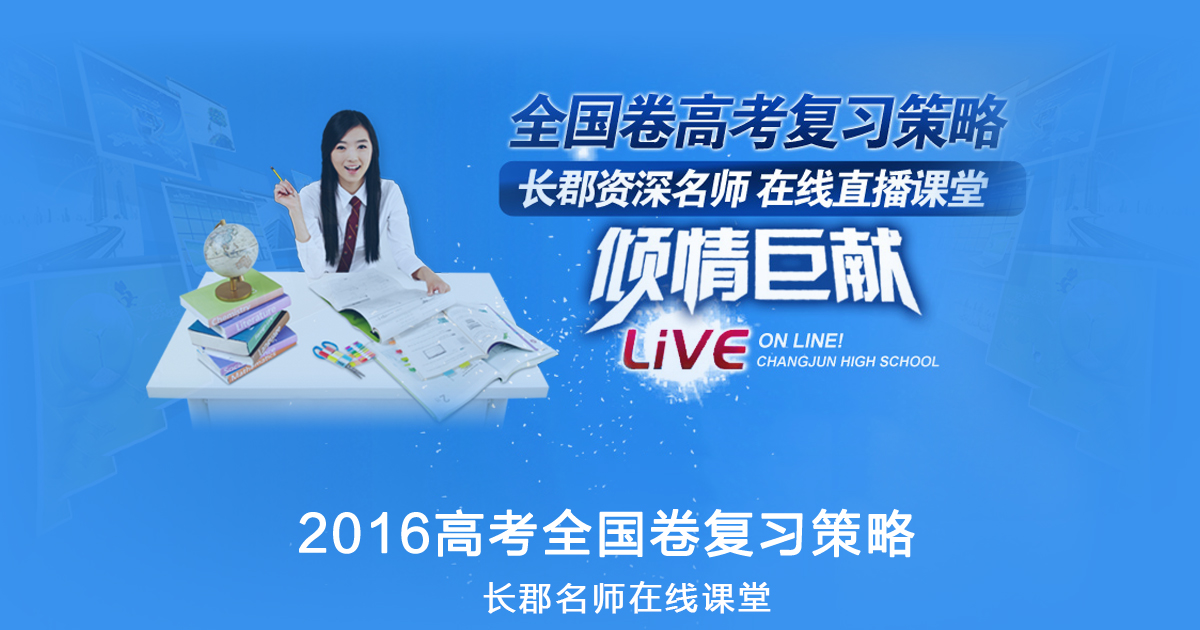 全国卷高考复习策略
长郡资深名师 在线直播课堂
倾情巨献
LiVE
ON LINE!
CHANGJUN HIGH SCHOOL
Literature
2016高考全国卷复习策略
长郡名师在线课堂